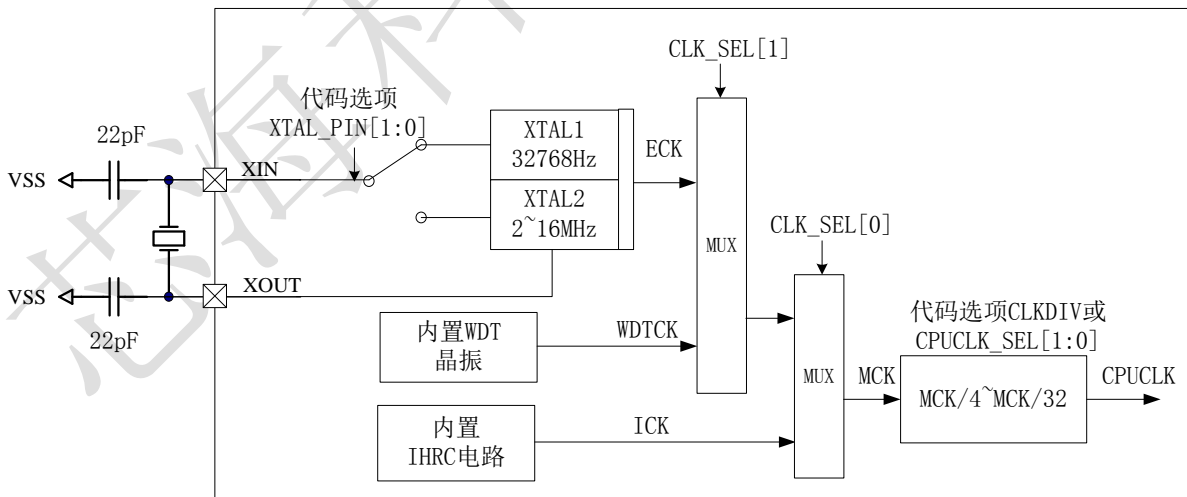 芯海科
CLK_SEL[1]
代码选项
XTAL_PIN[1:0]
22pF
VSS
XIN
XTAL1
32768Hz
ECK
XTAL2
2~16MHz
MUX
CLK_SEL[0]
VSS
XOUT
22pF
内置WDT
晶振
WDTCK
MUX
代码选项CLKDIV或
CPUCLK_SEL[1:0]
MCK
MCK/4~MCK/32
CPUCLK
内置
IHRC电路
ICK